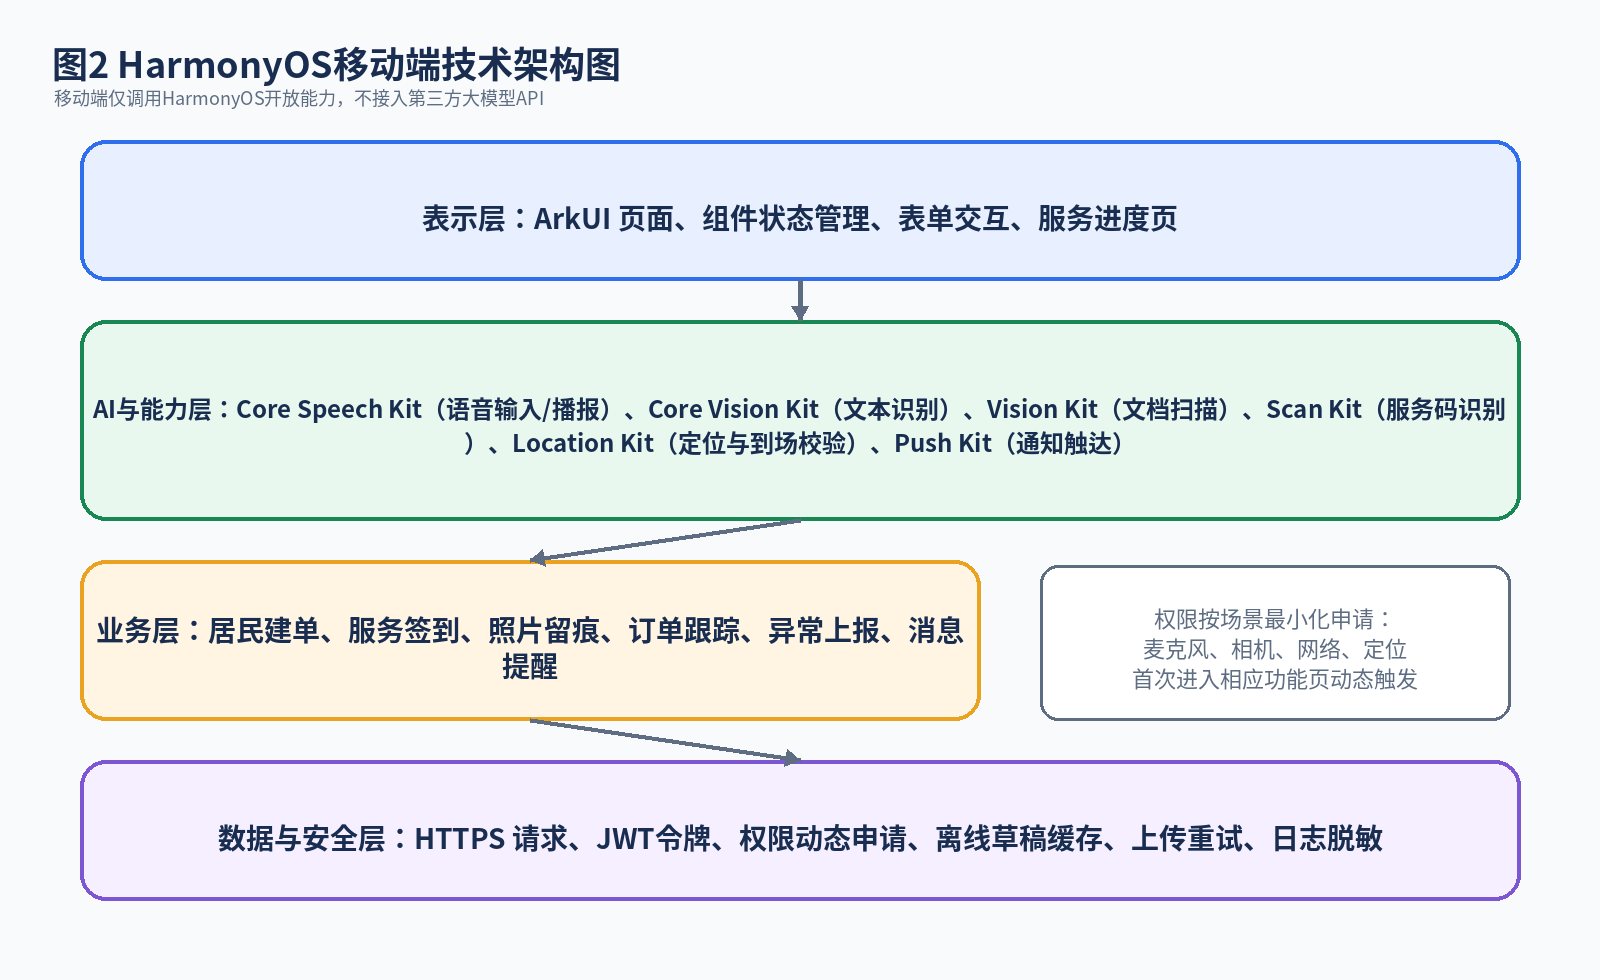 图2 HarmonyOS移动端技术架构图
移动端仅调用HarmonyOS开放能力，不接入第三方大模型API
表示层：ArkUI 页面、组件状态管理、表单交互、服务进度页
AI与能力层：Core Speech Kit（语音输入/播报）、Core Vision Kit（文本识别）、Vision Kit（文档扫描）、Scan Kit（服务码识别
）、Location Kit（定位与到场校验）、Push Kit（通知触达）
业务层：居民建单、服务签到、照片留痕、订单跟踪、异常上报、消息
提醒
权限按场景最小化申请：
麦克风、相机、网络、定位
首次进入相应功能页动态触发
数据与安全层：HTTPS 请求、JWT令牌、权限动态申请、离线草稿缓存、上传重试、日志脱敏